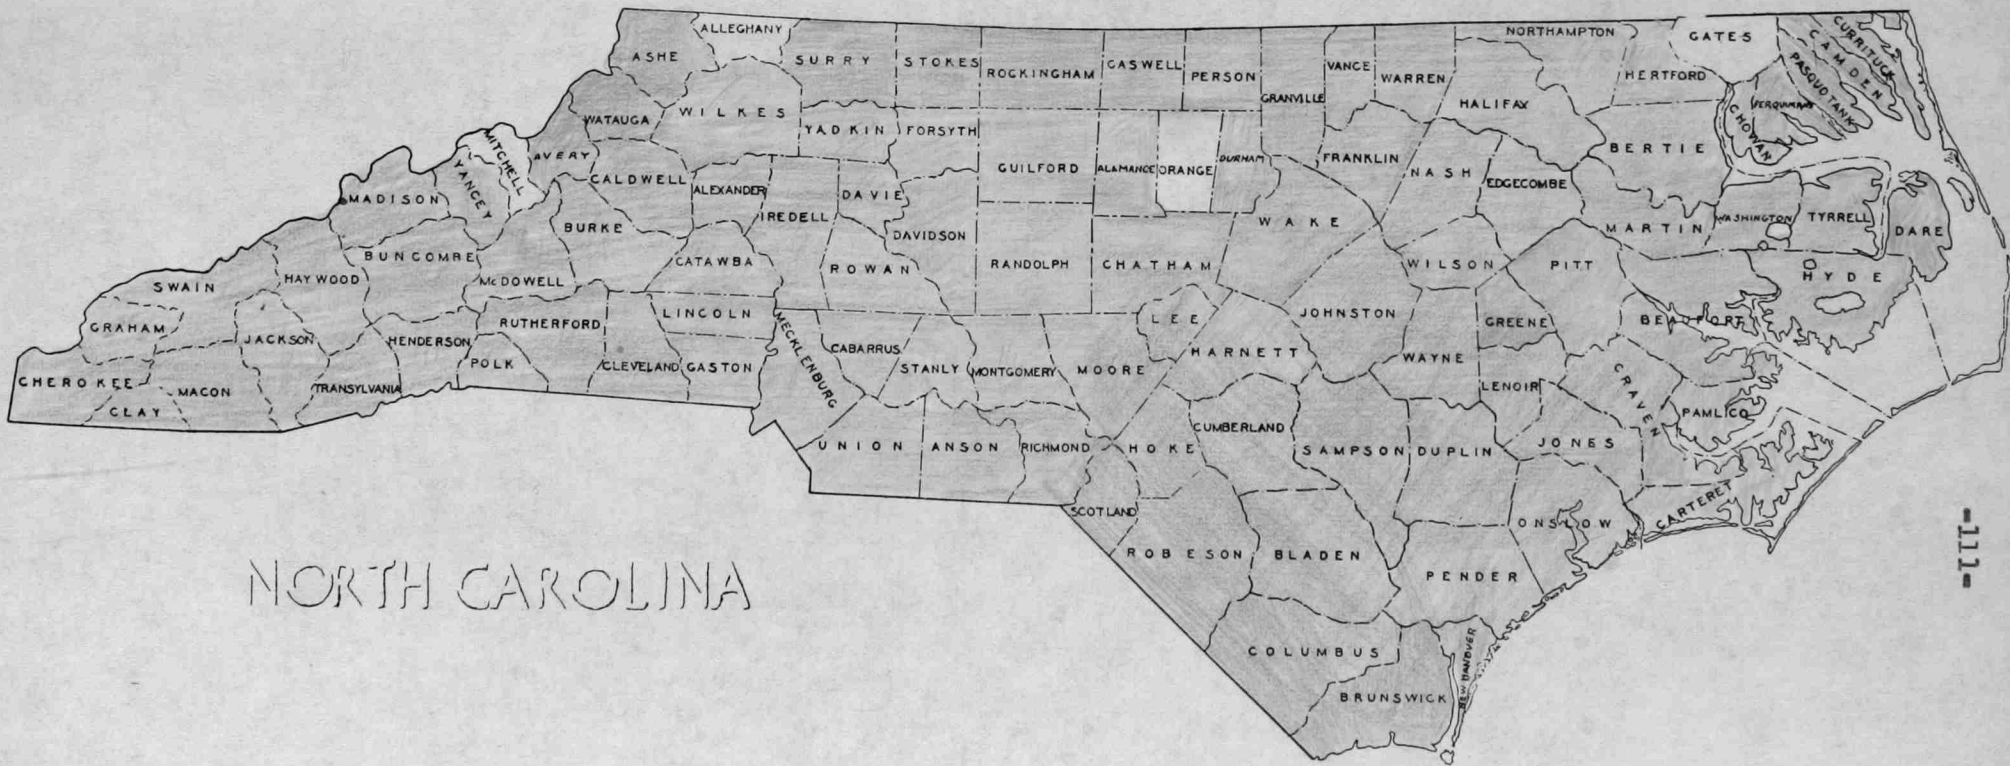 ALLEGHANY
ASHE
SURRY
STOKES
ROCKINGHAM
CASWELL
PERSON
GRANVILLE
VANCE
WARREN
NORTHAMPTON
HALIFAX
HERTFORD
GATES
CURRITUCK
CAMDEN
PASQUOTANK
PERQUIMANS
CHOWAN
WATAUGA
WILKES
YADKIN
FORSYTH
GUILFORD
ALAMANCE
ORANGE
DURHAM
FRANKLIN
NASH
EDGECOMBE
BERTIE
MITCHELL
YANCEY
AVERY
CALDWELL
ALEXANDER
IREDELL
DAVIE
DAVIDSON
MADISON
BUNCOMBE
McDOWELL
BURKE
CATAWBA
ROWAN
RANDOLPH
CHATHAM
WAKE
WILSON
PITT
MARTIN
WASHINGTON
TYRRELL
DARE
HYDE
SWAIN
HAYWOOD
GRAHAM
JACKSON
HENDERSON
RUTHERFORD
LINCOLN
MECKLENBURG
CABARRUS
STANLY
MONTGOMERY
MOORE
LEE
HARNETT
JOHNSTON
WAYNE
GREENE
BEAUFORT
CHEROKEE
CLAY
MACON
TRANSYLVANIA
POLK
CLEVELAND
GASTON
UNION
ANSON
RICHMOND
HOKE
CUMBERLAND
SAMPSON
DUPLIN
LENOIR
CRAVEN
PAMLICO
JONES
SCOTLAND
ROBESON
BLADEN
PENDER
ONSLOW
CARTERET
COLUMBUS
BRUNSWICK
NEW HANOVER
NORTH CAROLINA
-111-